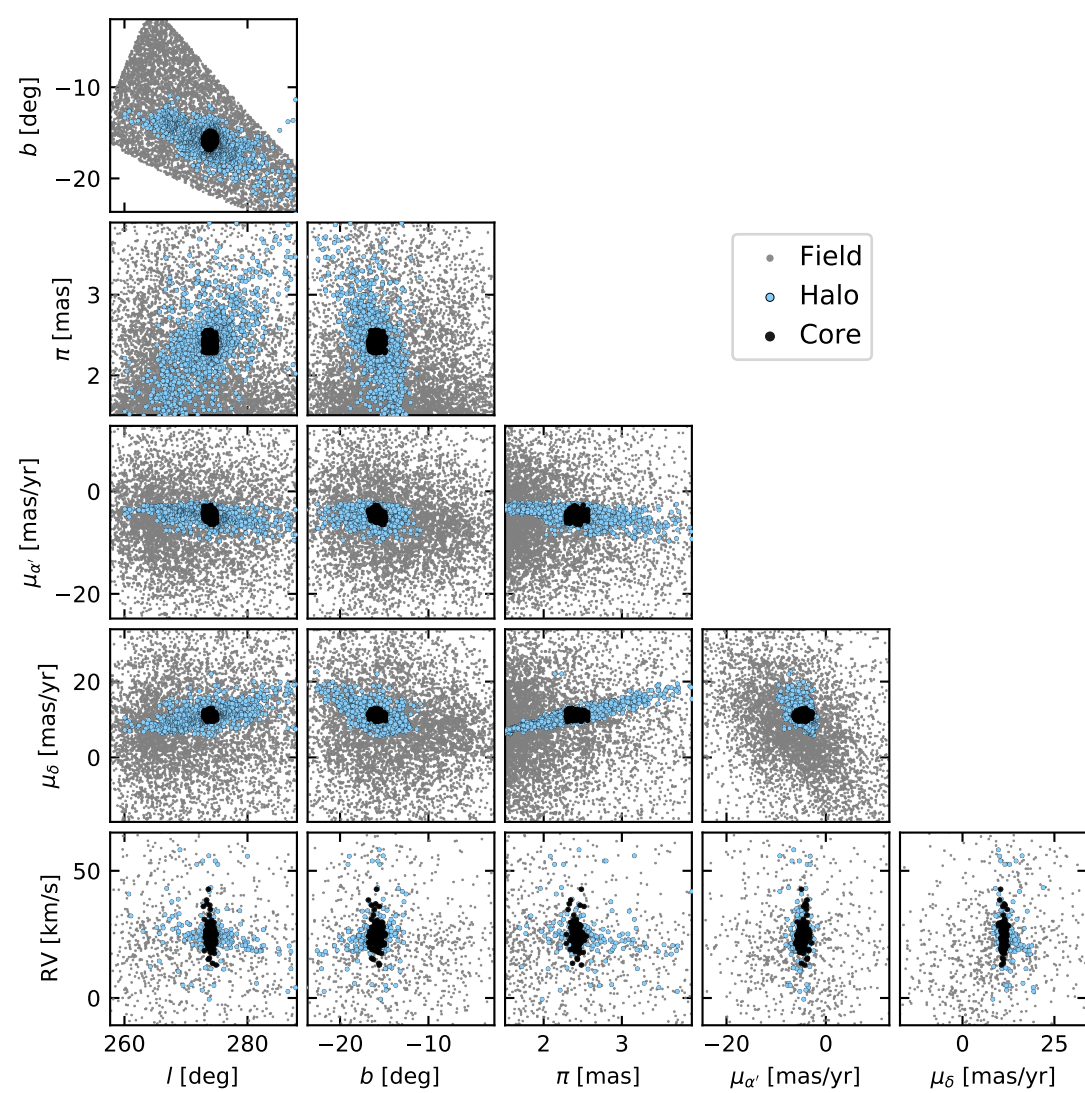 b [deg]
−10
−20
π [mas]
3
2
Field
Halo
Core
μα′ [mas/yr]
0
−20
μδ [mas/yr]
20
0
RV [km/s]
50
0
260 280 −20 −10 2 3 −20 0 0 25
l [deg] b [deg] π [mas] μα′ [mas/yr] μδ [mas/yr]